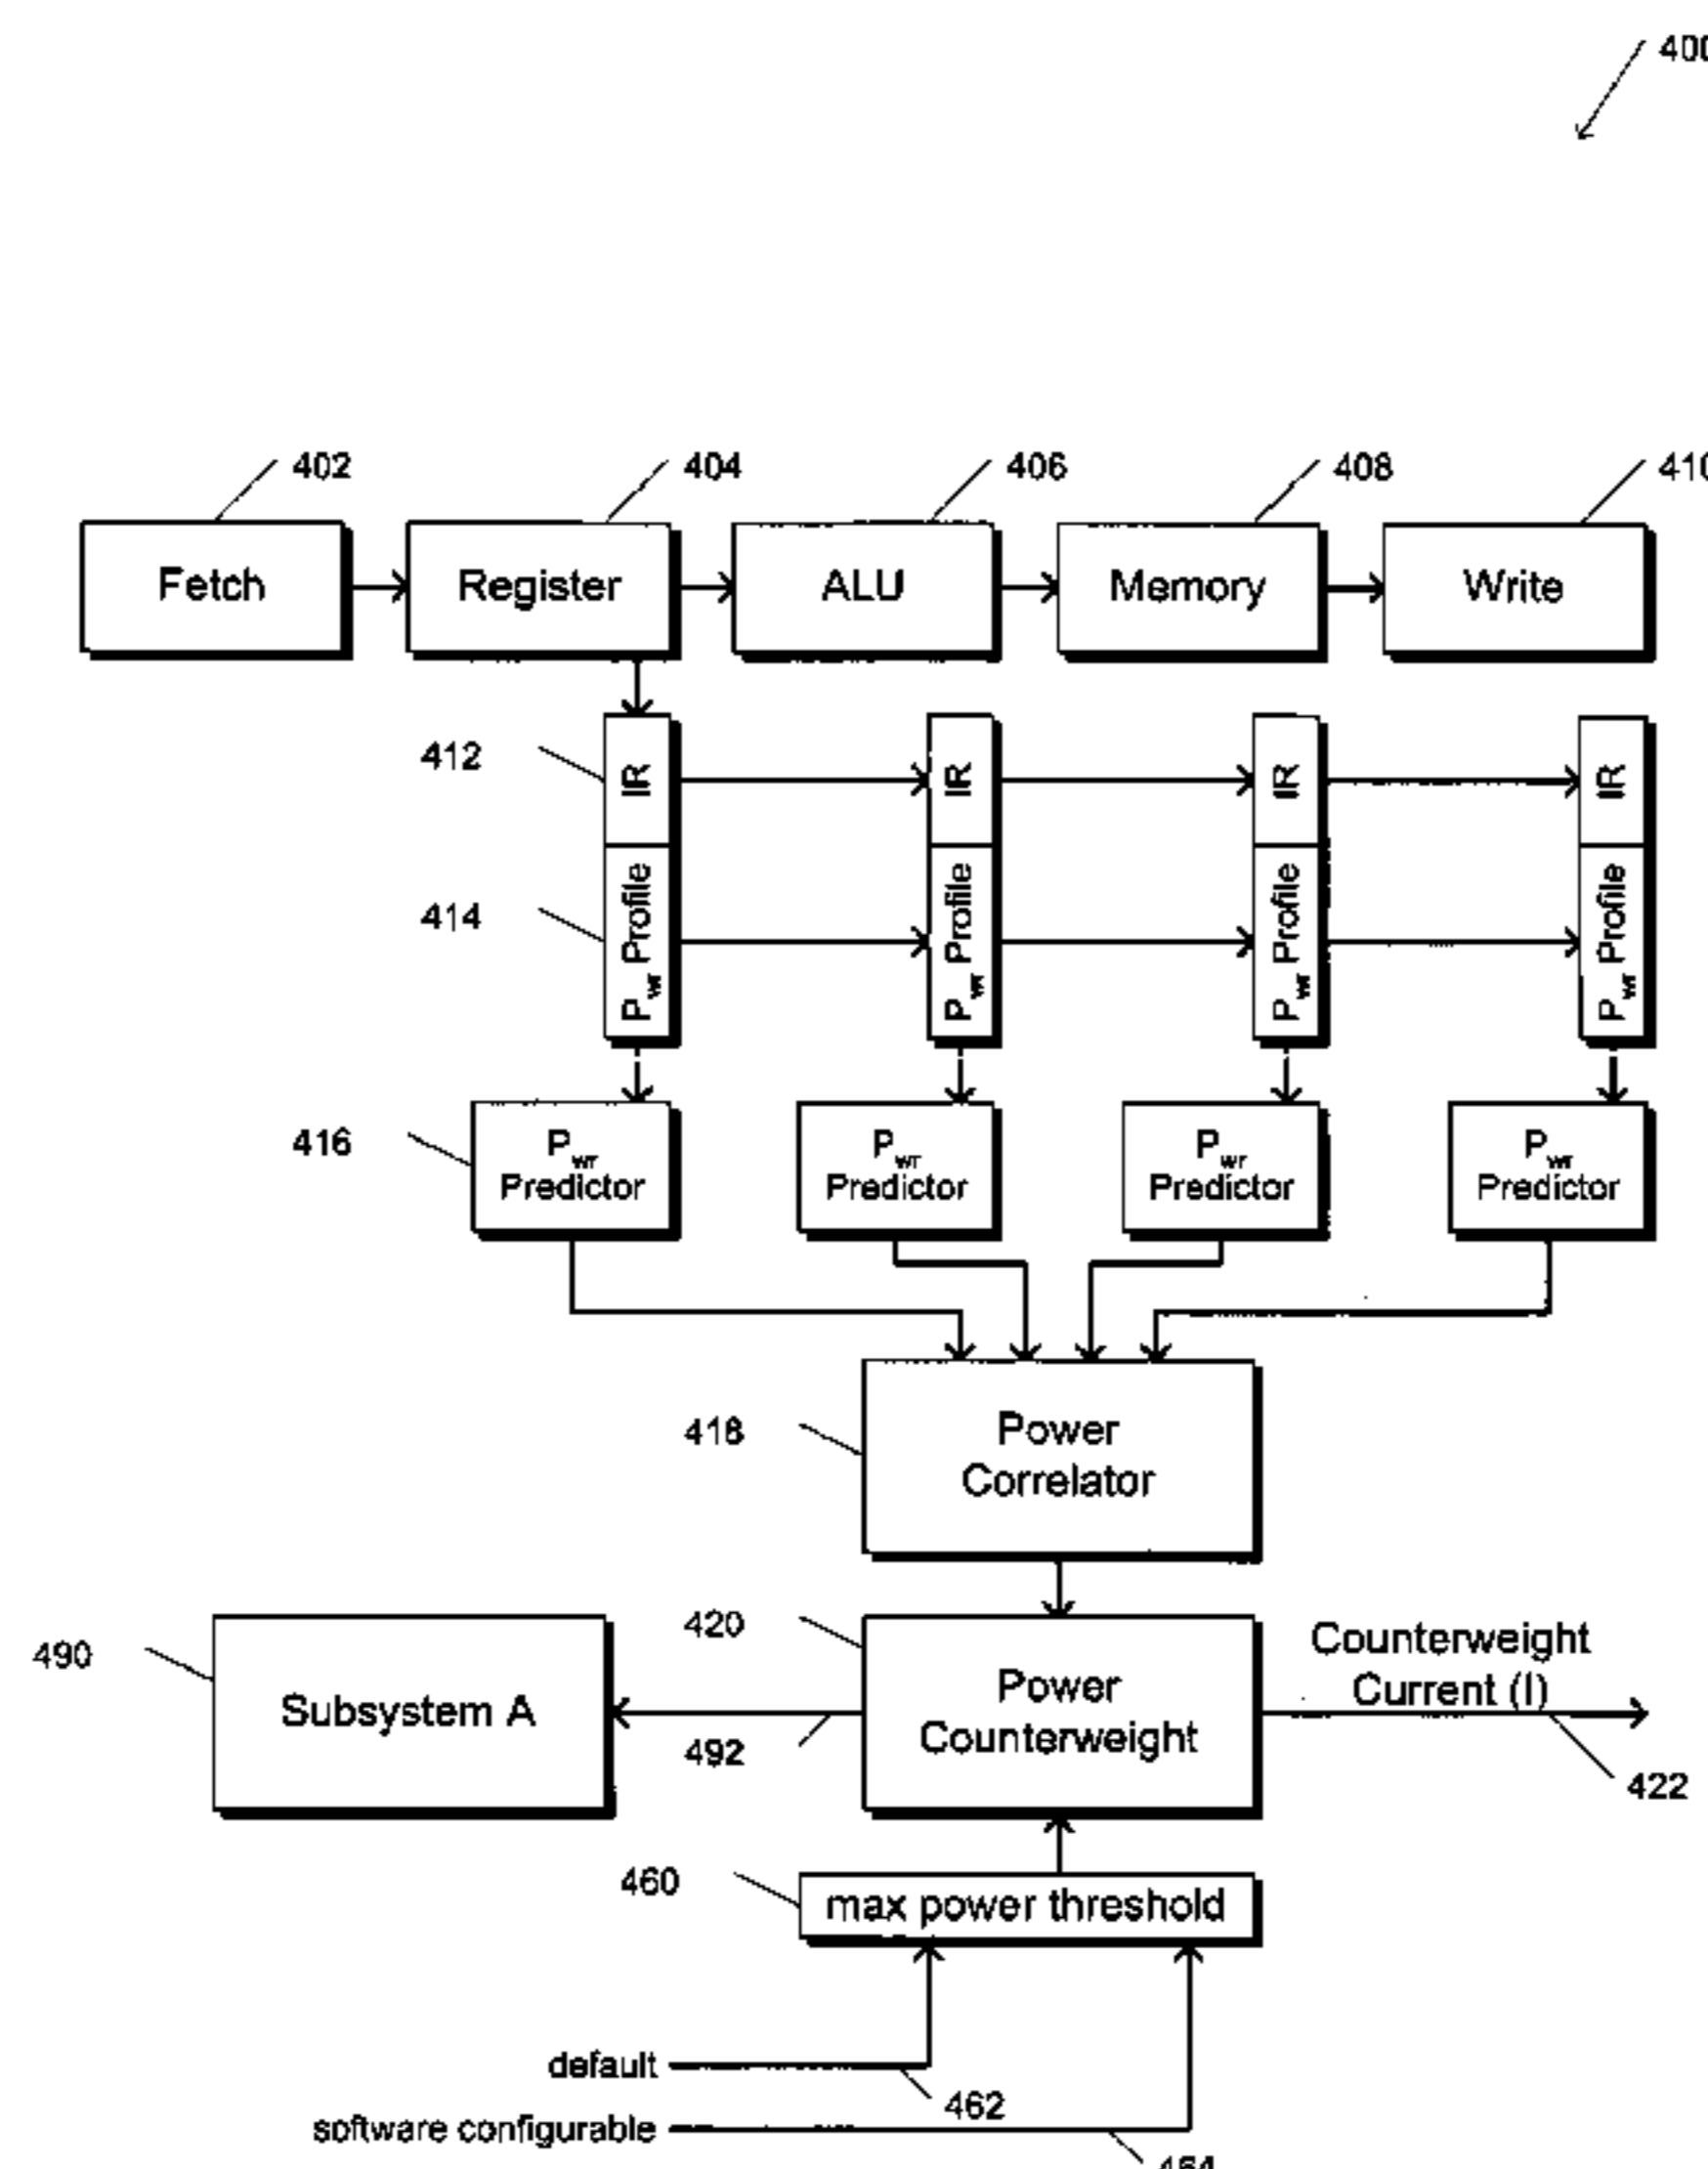 400
402
404
406
408
410
Fetch
Register
ALU
Memory
Write
412
IR
IR
IR
IR
414
Pwr Profile
Pwr Profile
Pwr Profile
Pwr Profile
416
Pwr
Predictor
Pwr
Predictor
Pwr
Predictor
Pwr
Predictor
418
Power
Correlator
490
Subsystem A
420
Power
Counterweight
492
Counterweight
Current (I)
422
460
max power threshold
default
462
software configurable
464